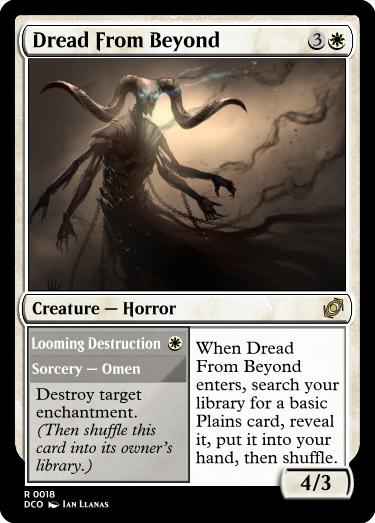 Dread From Beyond 3
Creature — Horror
Looming Destruction
Sorcery — Omen
Destroy target
enchantment.
(Then shuffle this
card into its owner's
library.)
When Dread
From Beyond
enters, search your
library for a basic
Plains card, reveal
it, put it into your
hand, then shuffle.
4/3
R 0018
DCO Ian Llanas